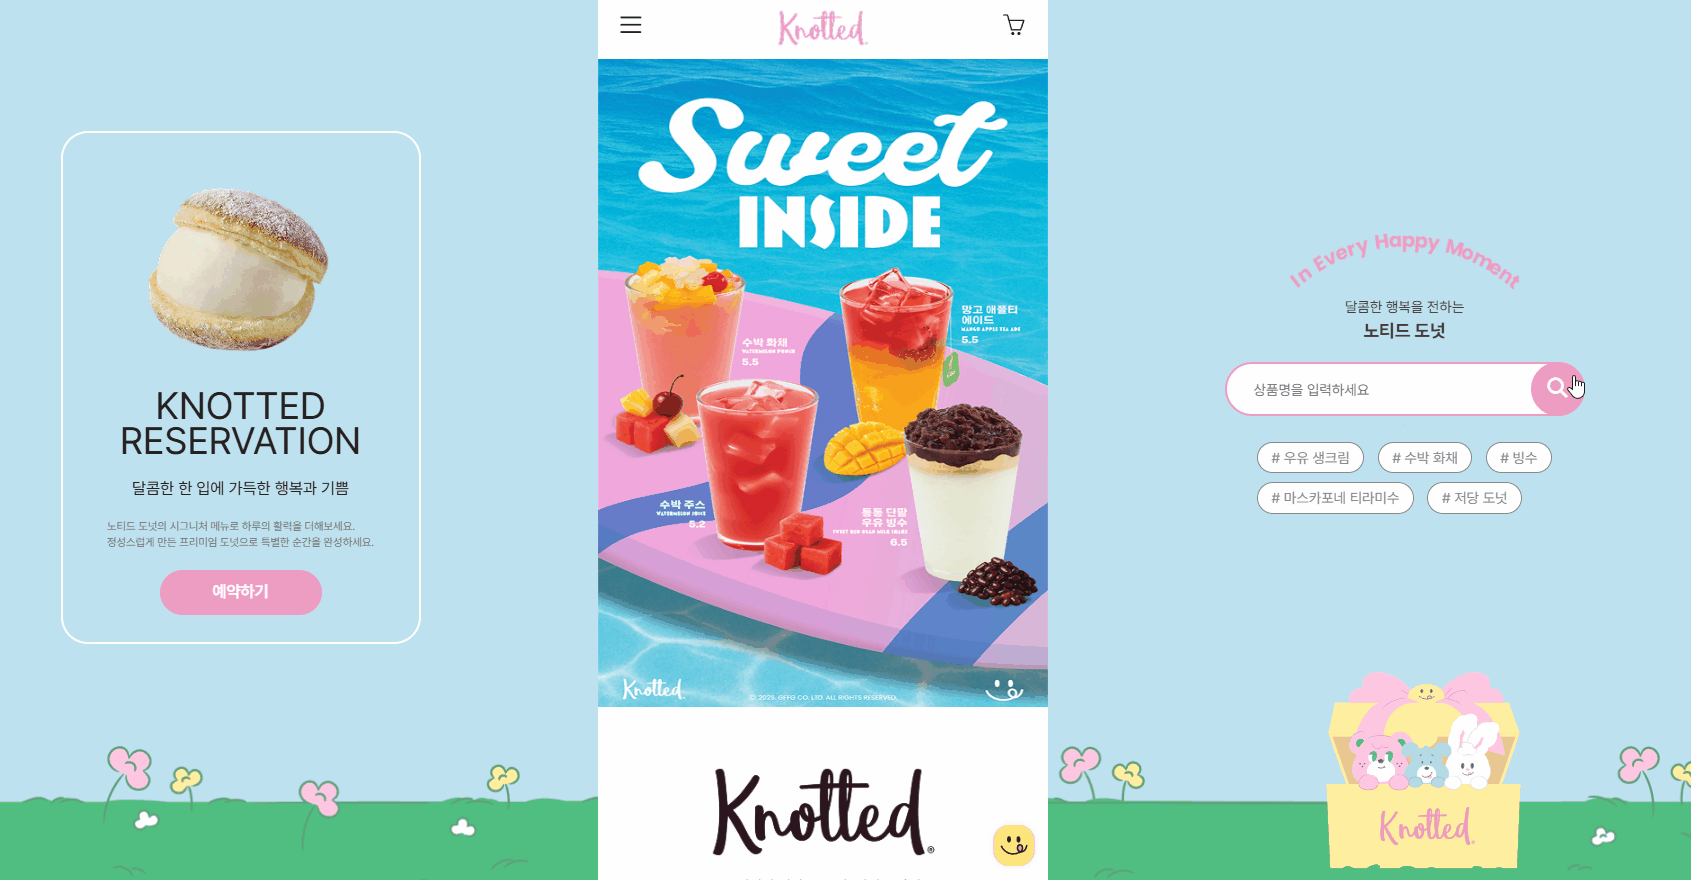 KNOTTED
RESERVATION
달콤한 한 입에 가득한 행복과 기쁨
노티드 도넛의 시그니처 메뉴로 하루의 활력을 더해보세요.
정성스럽게 만든 프리미엄 도넛으로 특별한 순간을 완성하세요.
예약하기
Knotted
Sweet
INSIDE
수박 화채
WATERMELON PUNCH
5.5
망고 애플티
에이드
MANGO APPLE TEA ADE
5.5
수박 주스
WATERMELON JUICE
5.2
통통 단팥
우유 빙수
SWEET RED BEAN MILK SHAKE
6.5
Knotted
© 2025. GFFG CO. LTD. ALL RIGHTS RESERVED.
Knotted®
In Every Happy Moment
달콤한 행복을 전하는
노티드 도넛
상품명을 입력하세요
# 우유 생크림
# 수박 화채
# 빙수
# 마스카포네 티라미수
# 저당 도넛
Knotted